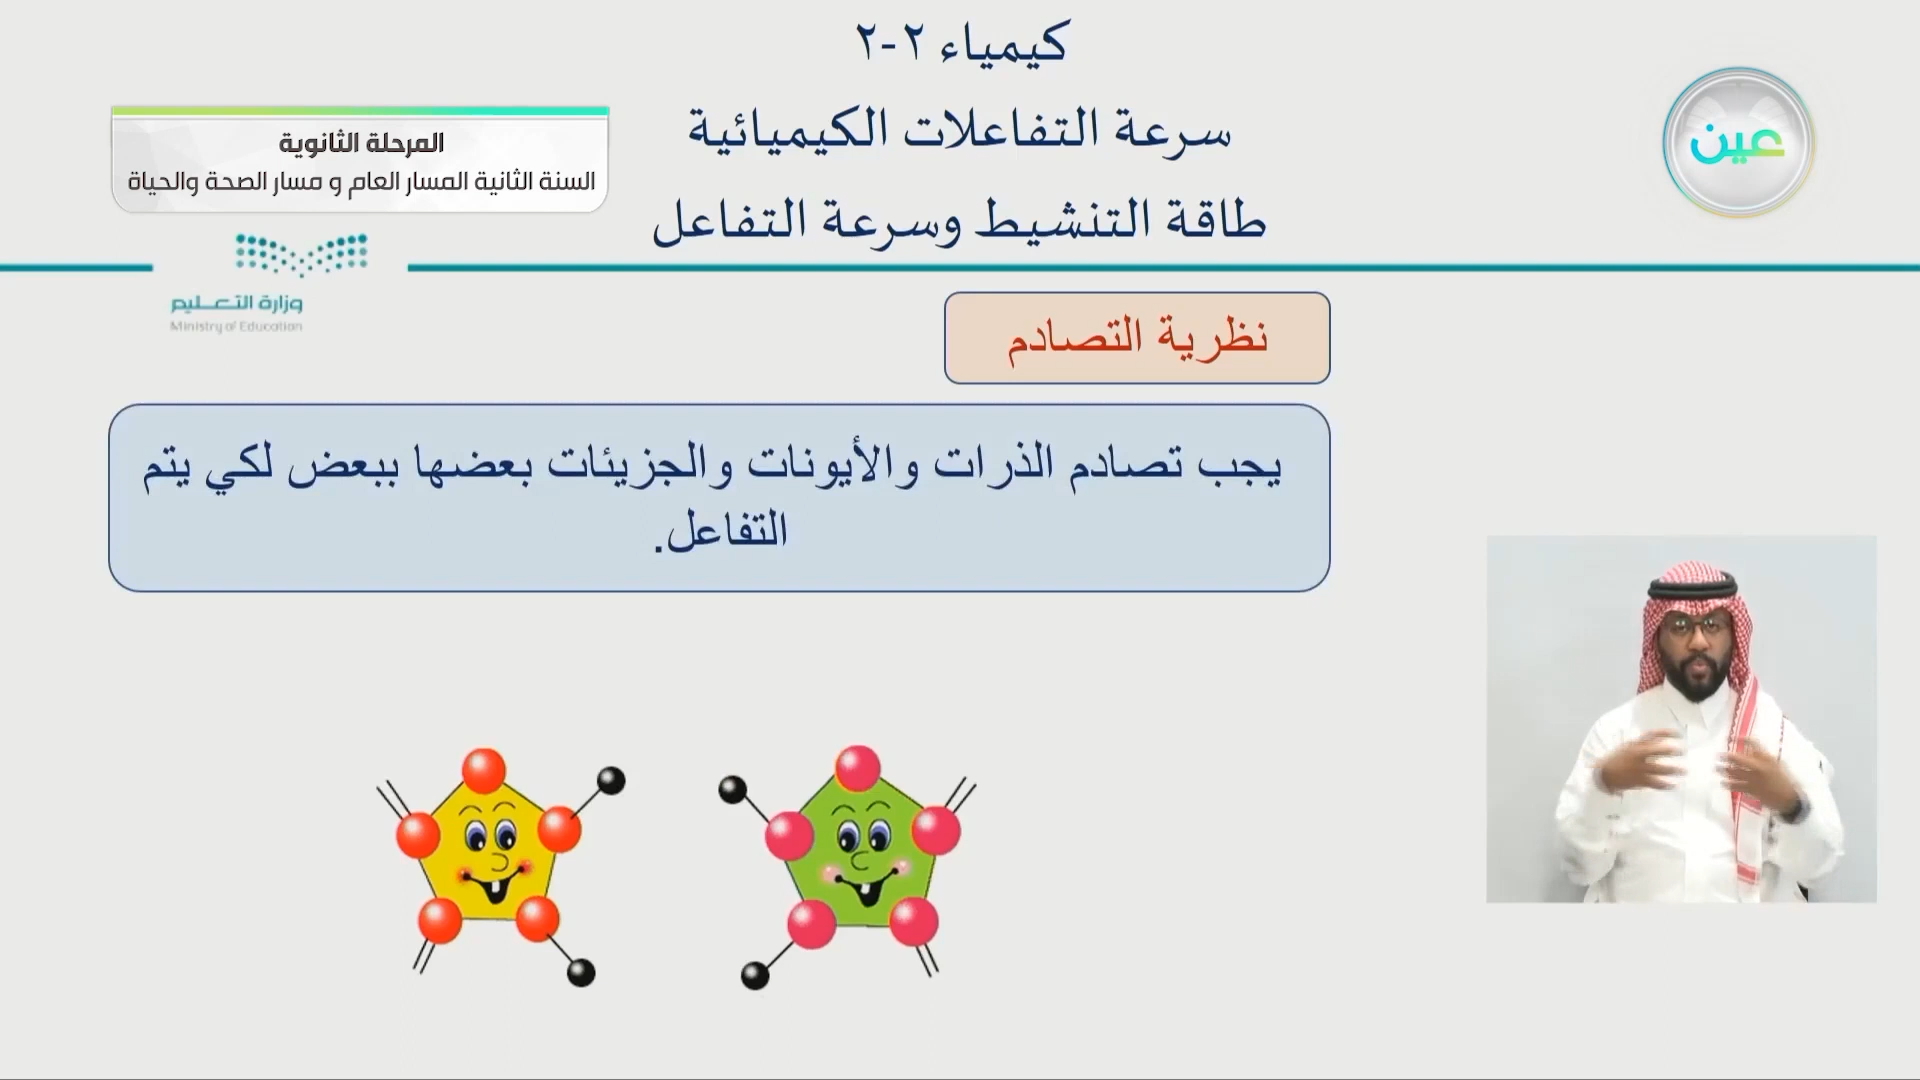 كيمياء ٢-٢
سرعة التفاعلات الكيميائية
طاقة التنشيط وسرعة التفاعل
عين
المرحلة الثانوية
السنة الثانية المسار العام و مسار الصحة والحياة
وزارة التعـليم
Ministry of Education
نظرية التصادم
يجب تصادم الذرات والأيونات والجزيئات بعضها ببعض لكي يتم
التفاعل.